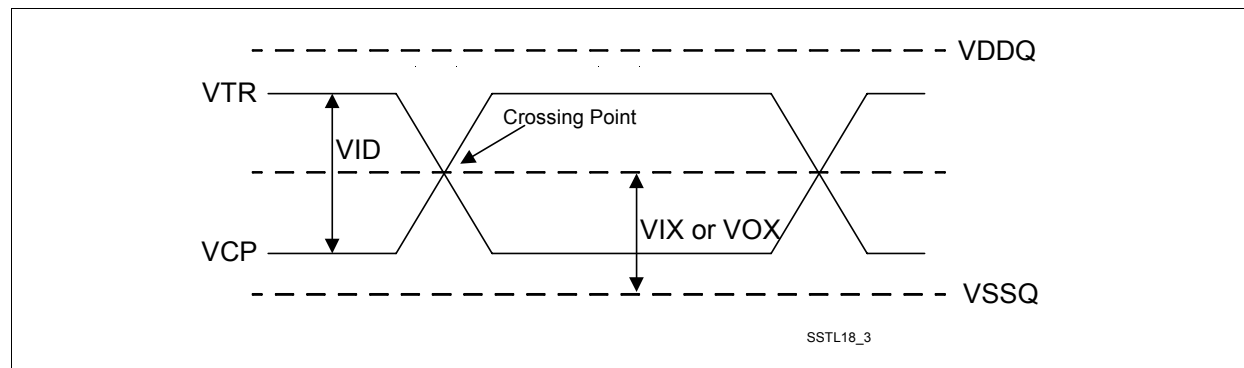 VDDQ
VTR
Crossing Point
VID
VIX or VOX
VCP
VSSQ
SSTL18_3